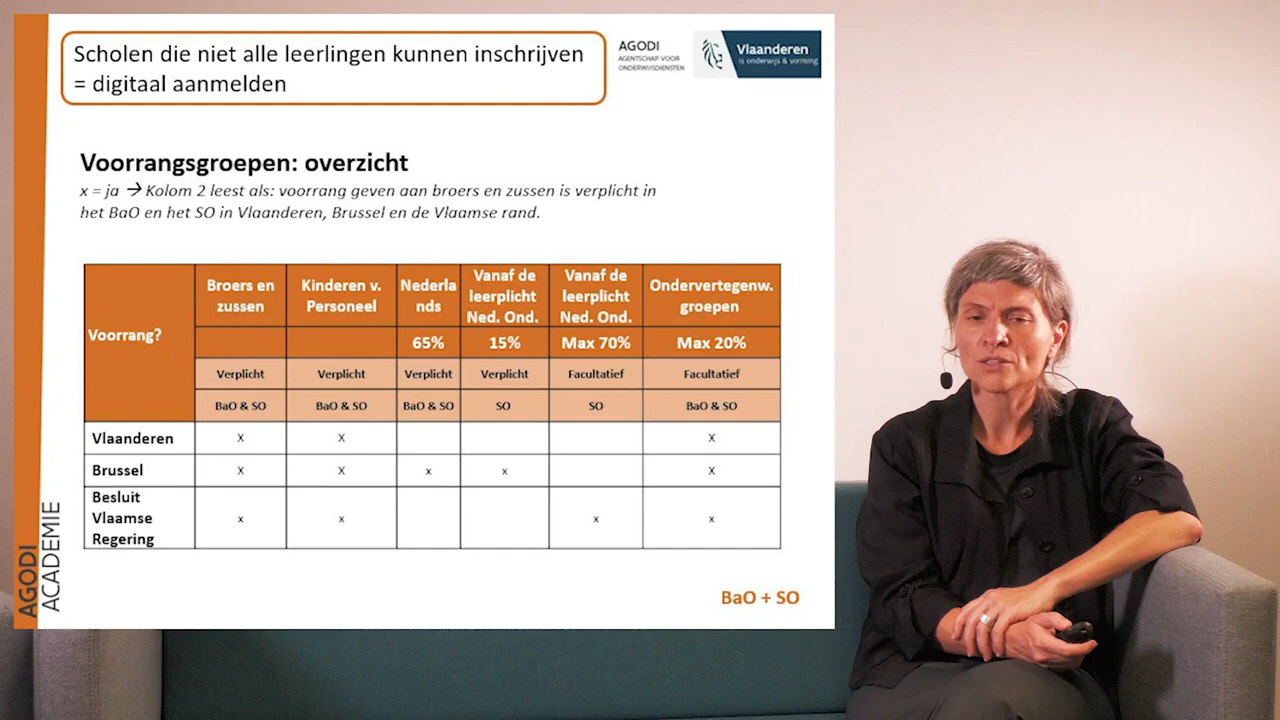 Scholen die niet alle leerlingen kunnen inschrijven
= digitaal aanmelden
AGODI
AGENTSCHAP VOOR
ONDERWIJSDIENSTEN
Vlaanderen
is onderwijs & vorming
Voorrangsgroepen: overzicht
x = ja → Kolom 2 leest als: voorrang geven aan broers en zussen is verplicht in
het BaO en het SO in Vlaanderen, Brussel en de Vlaamse rand.
Voorrang?
Broers en
zussen
Kinderen v.
Personeel
Nederla
nds
Vanaf de
leerplicht
Ned. Ond.
Vanaf de
leerplicht
Ned. Ond.
Ondervertegenw.
groepen
65% 15% Max 70% Max 20%
Verplicht Verplicht Verplicht Verplicht Facultatief Facultatief
BaO & SO BaO & SO BaO & SO SO SO BaO & SO
Vlaanderen X X X
Brussel X X x x X
Besluit
Vlaamse
Regering
x x x x
BaO + SO
AGODI
ACADEMIE